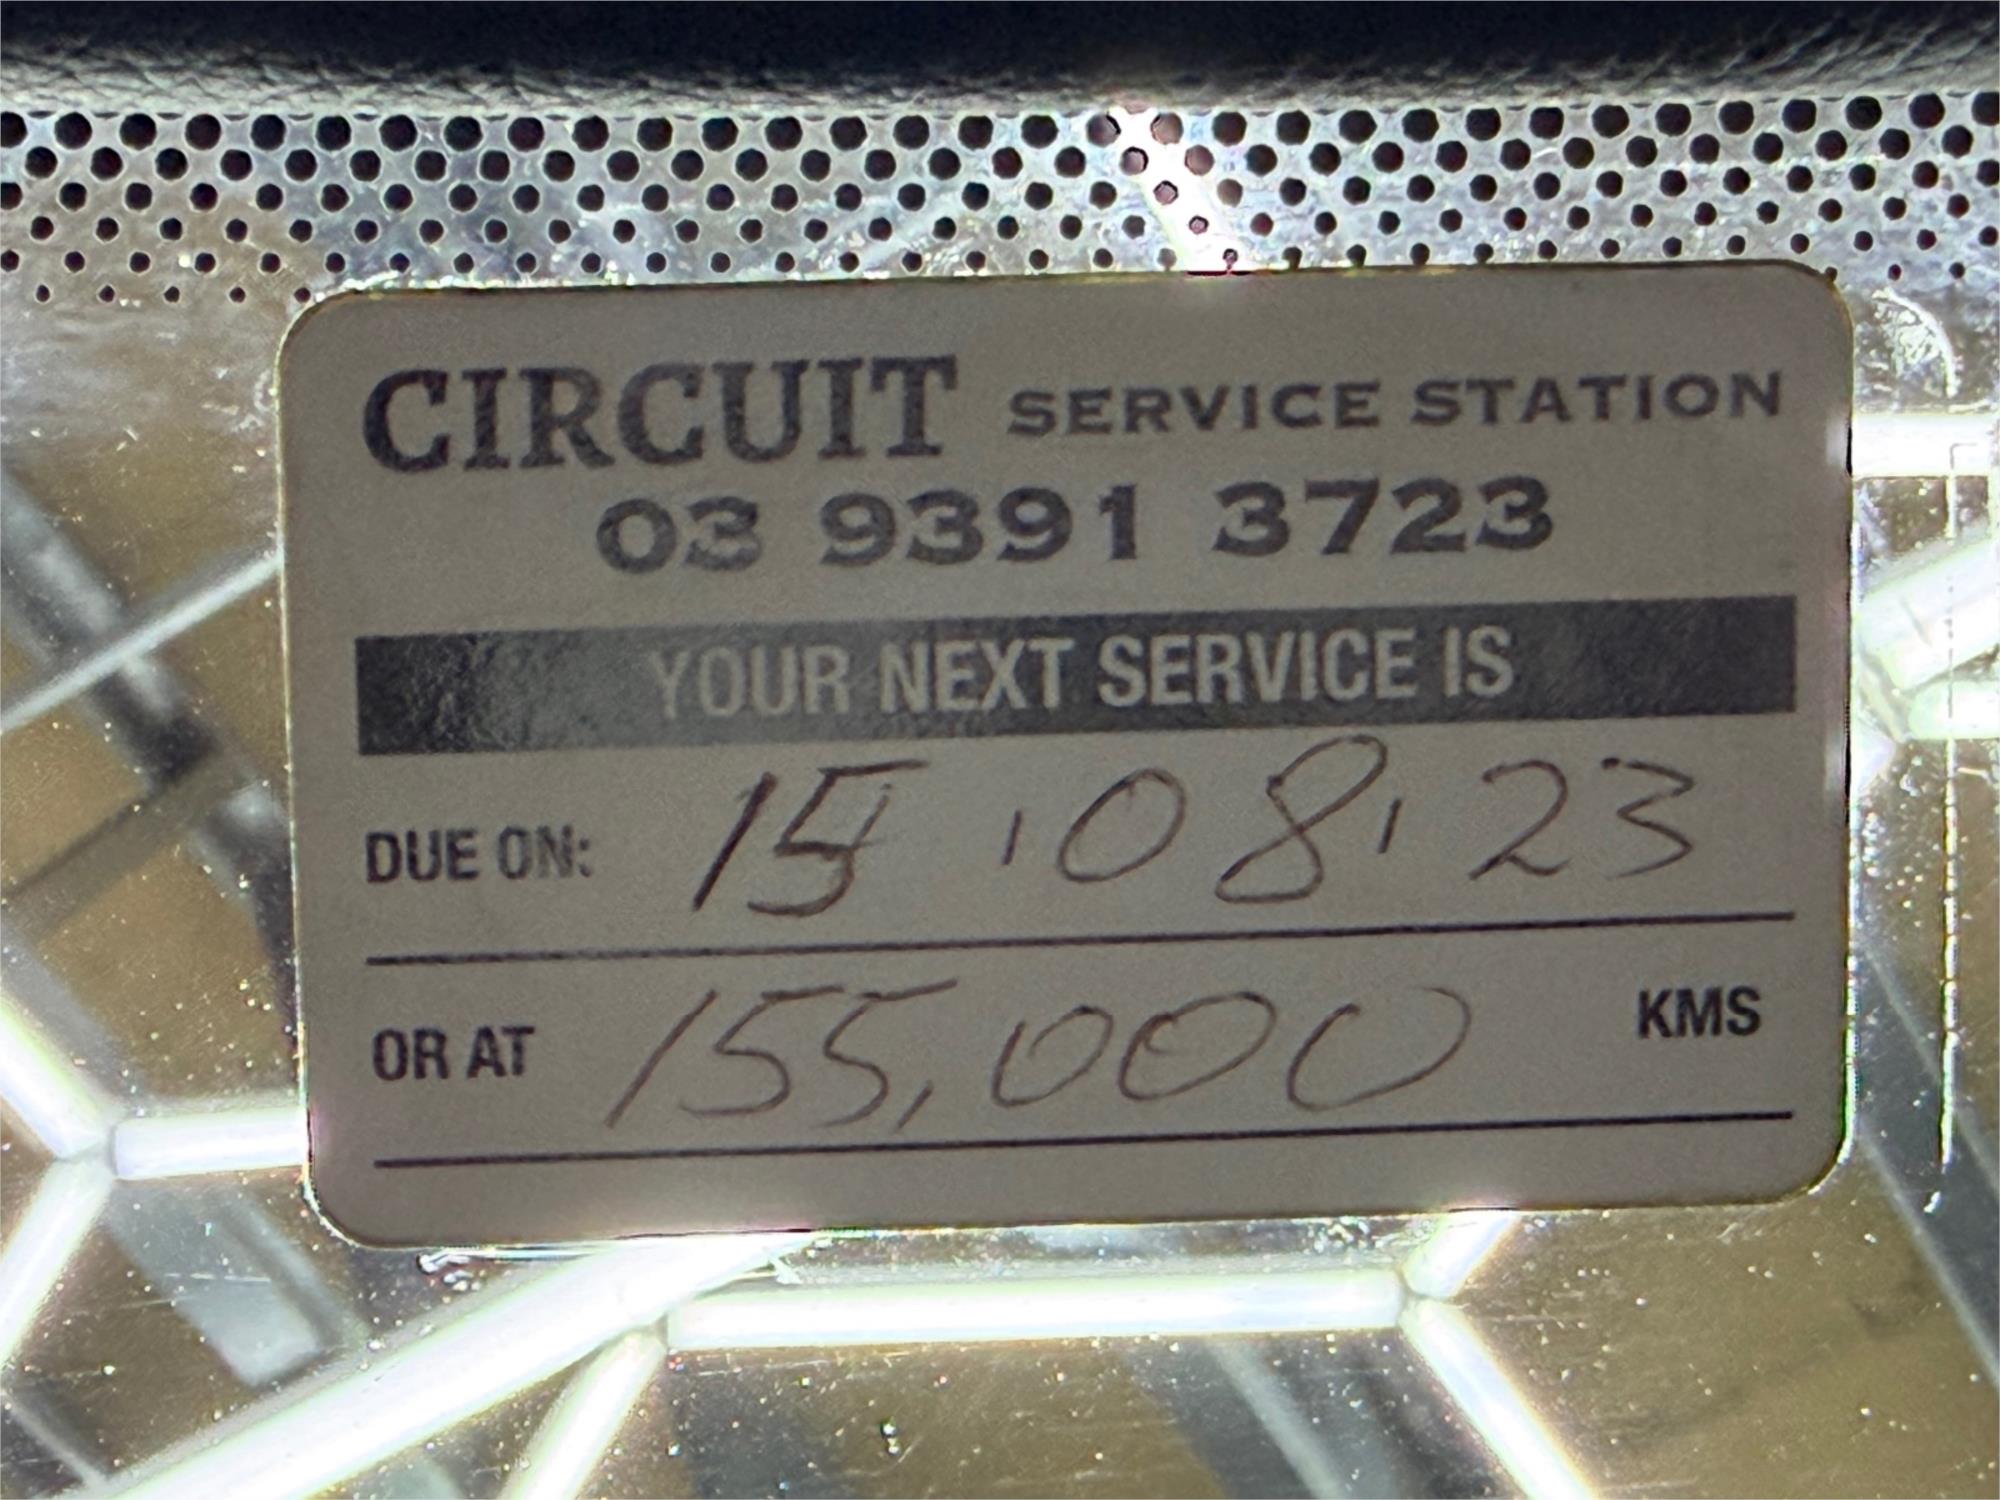 CIRCUIT SERVICE STATION
03 9391 3723
YOUR NEXT SERVICE IS
DUE ON: 15.08.23
OR AT 155,000 KMS